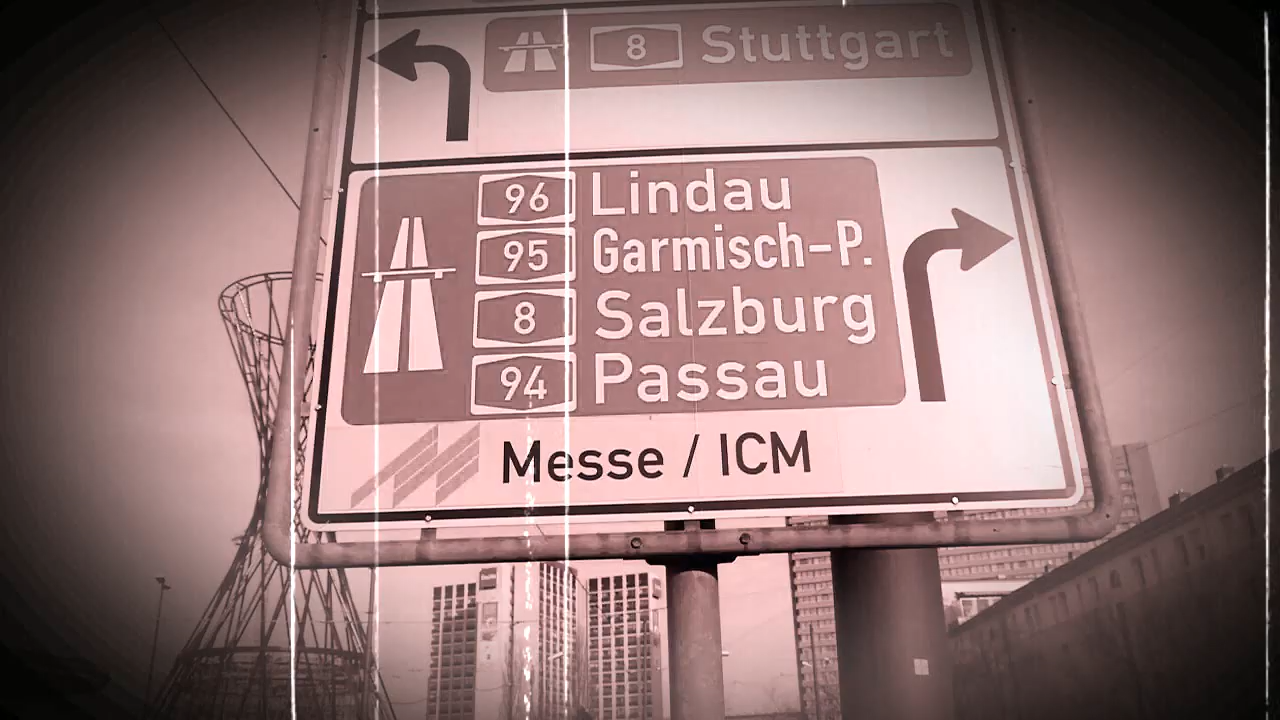 8 Stuttgart
96 Lindau
95 Garmisch-P.
8 Salzburg
94 Passau
Messe / ICM